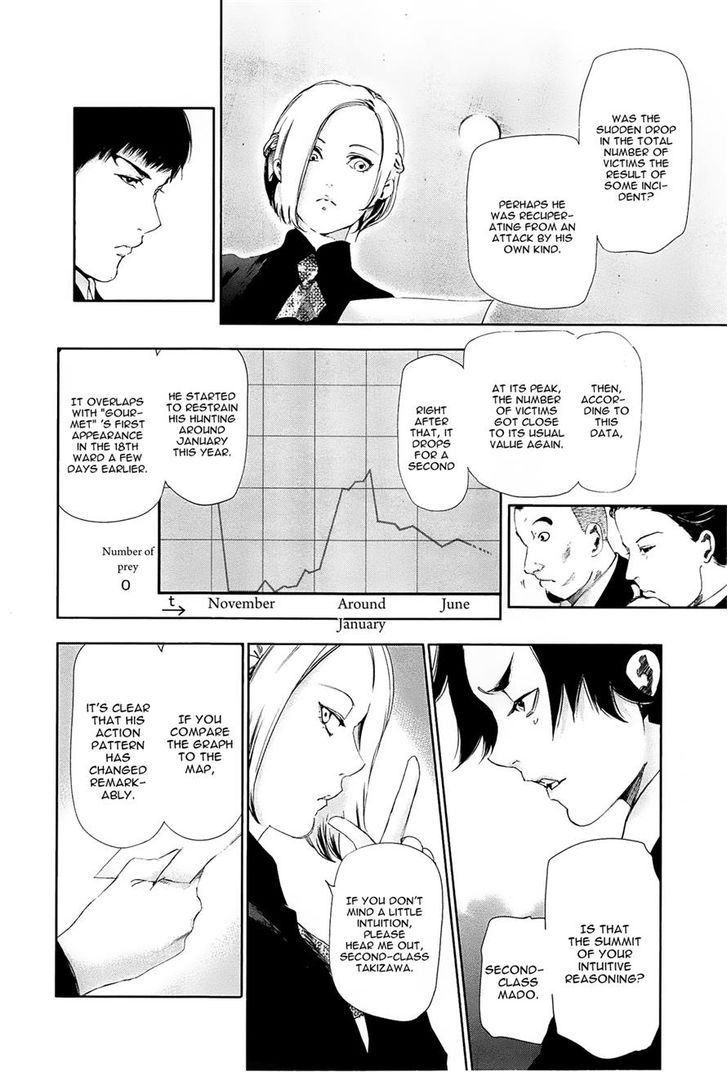 WAS THE
SUDDEN DROP
IN THE TOTAL
NUMBER OF
VICTIMS THE
RESULT OF
SOME INCI-
DENT?
PERHAPS HE
WAS RECUPER-
ATING FROM AN
ATTACK BY HIS
OWN KIND.
THEN,
ACCOR-
DING TO
THIS
DATA,
AT ITS PEAK,
THE NUMBER
OF VICTIMS
GOT CLOSE
TO ITS USUAL
VALUE AGAIN.
RIGHT
AFTER
THAT, IT
DROPS
FOR A
SECOND
HE STARTED
TO RESTRAIN
HIS HUNTING
AROUND
JANUARY
THIS YEAR.
IT OVERLAPS
WITH "GOUR-
MET" 'S FIRST
APPEARANCE
IN THE 18TH
WARD A FEW
DAYS EARLIER.
Number of
prey
0
t
November
Around
January
June
IS THAT
THE SUMMIT
OF YOUR
INTUITIVE
REASONING?
SECOND-
CLASS
MADO.
IF YOU DON'T
MIND A LITTLE
INTUITION,
PLEASE
HEAR ME OUT,
SECOND-CLASS
TAKIZAWA.
IF YOU
COMPARE
THE GRAPH
TO THE
MAP,
IT'S CLEAR
THAT HIS
ACTION
PATTERN
HAS
CHANGED
REMARK-
ABLY.